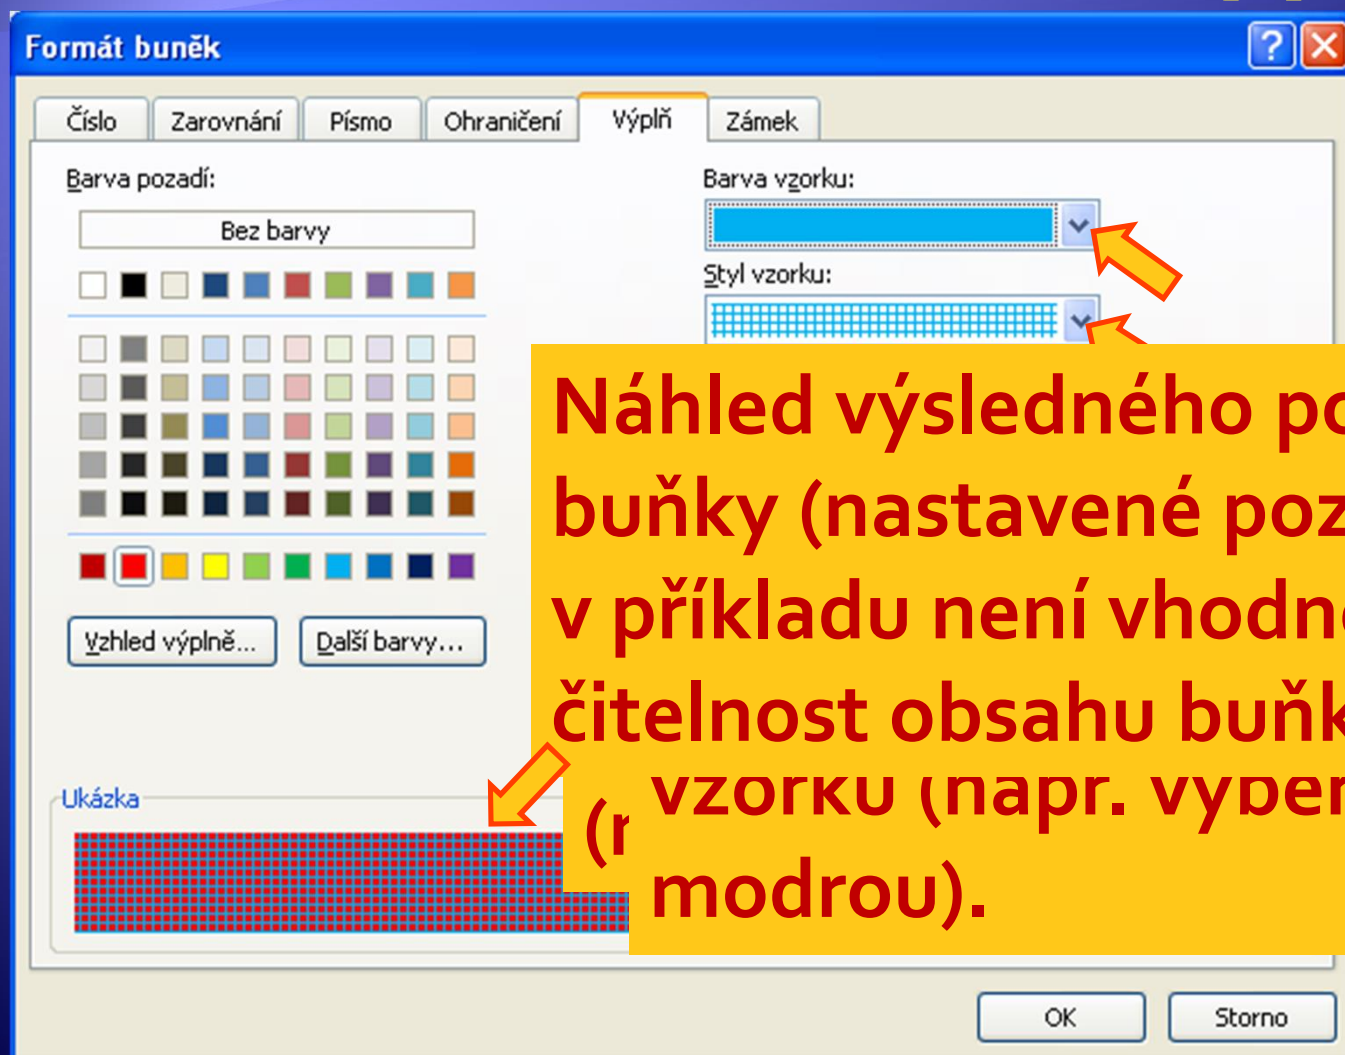 Formát buněk
Číslo Zarovnání Písmo Ohraničení Výplň Zámek
Barva pozadí:
Bez barvy
Barva vzorku:
Styl vzorku:
Vzhled výplně... Další barvy...
Náhled výsledného po
buňky (nastavené poz
v příkladu není vhodn
čitelnost obsahu buňk
vzorku (např. vyber
modrou).
Ukázka
OK Storno